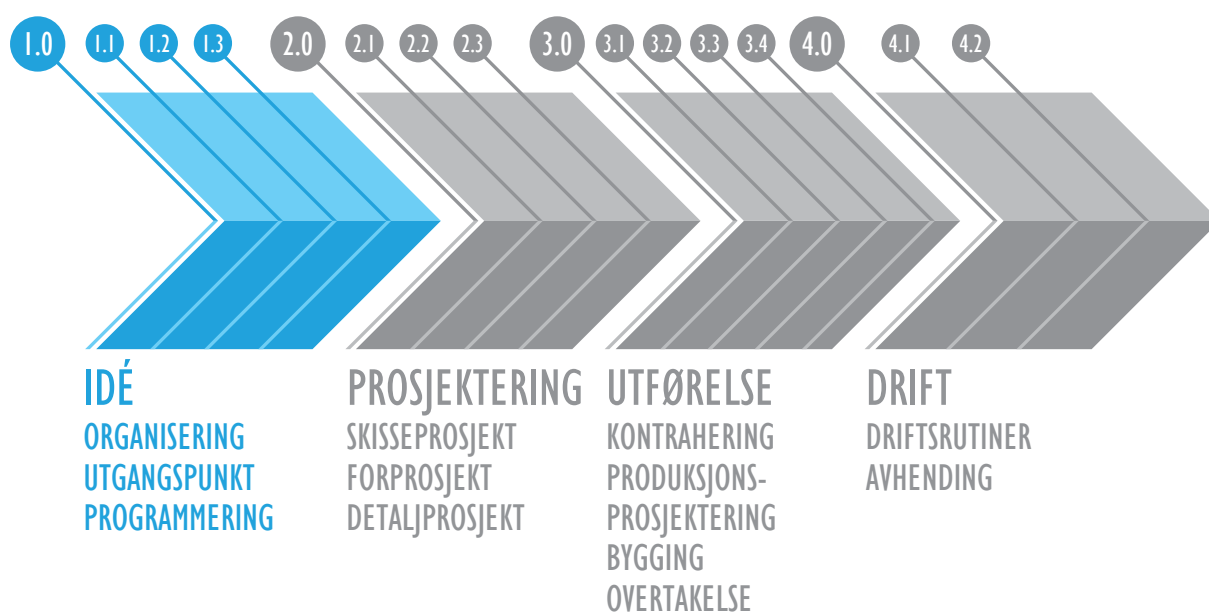 1.0 1.1 1.2 1.3 2.0 2.1 2.2 2.3 3.0 3.1 3.2 3.3 3.4 4.0 4.1 4.2
IDÉ
ORGANISERING
UTGANGSPUNKT
PROGRAMMERING
PROSJEKTERING
SKISSEPROSJEKT
FORPROSJEKT
DETALJPROSJEKT
UTFØRELSE
KONTRAHERING
PRODUKSJONS-
PROSJEKTERING
BYGGING
OVERTAKELSE
DRIFT
DRIFTSRUTINER
AVHENDING